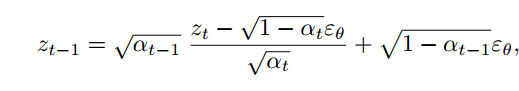 $z_{t-1} = \sqrt{\alpha_{t-1}} \frac{z_t - \sqrt{1 - \alpha_t}\varepsilon_\theta}{\sqrt{\alpha_t}} + \sqrt{1 - \alpha_{t-1}}\varepsilon_\theta,$